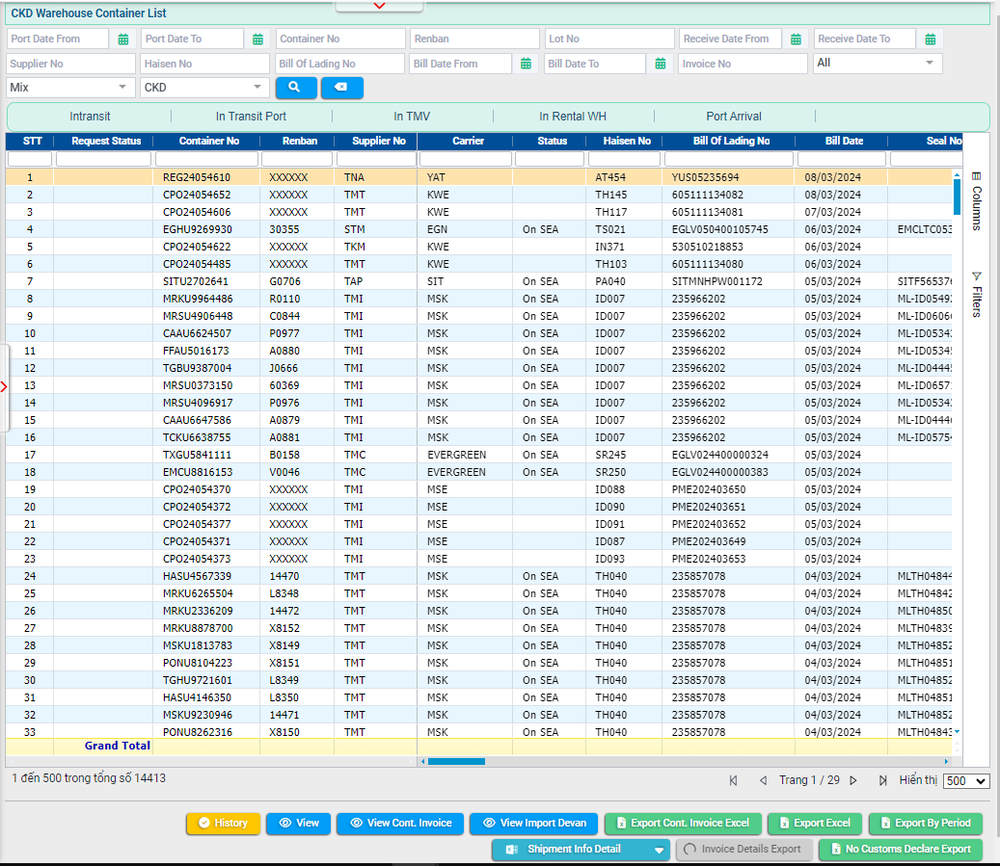 CKD Warehouse Container List
Port Date From Port Date To Container No Renban Lot No Receive Date From Receive Date To
Supplier No Haisen No Bill Of Lading No Bill Date From Bill Date To Invoice No All
Mix CKD
Intransit In Transit Port In TMV In Rental WH Port Arrival
STT Request Status Container No Renban Supplier No Carrier Status Haisen No Bill Of Lading No Bill Date Seal No
1 REG24054610 XXXXXX TNA YAT AT454 YUS05235694 08/03/2024
2 CPO24054652 XXXXXX TMT KWE TH145 605111134082 08/03/2024
3 CPO24054606 XXXXXX TMT KWE TH117 605111134081 07/03/2024
4 EGHU9269930 30355 STM EGN On SEA TS021 EGLV050400105745 06/03/2024 EMCLTC053
5 CPO24054622 XXXXXX TKM KWE IN371 530510218853 06/03/2024
6 CPO24054485 XXXXXX TMT KWE TH103 605111134080 06/03/2024
7 SITU2702641 G0706 TAP SIT On SEA PA040 SITMNHPW001172 05/03/2024 SITF56537
8 MRKU9964486 R0110 TMI MSK On SEA ID007 235966202 05/03/2024 ML-ID0549
9 MRSU4906448 C0844 TMI MSK On SEA ID007 235966202 05/03/2024 ML-ID0606
10 CAAU6624507 P0977 TMI MSK On SEA ID007 235966202 05/03/2024 ML-ID0534
11 FFAU5016173 A0880 TMI MSK On SEA ID007 235966202 05/03/2024 ML-ID0534
12 TGBU9387004 J0666 TMI MSK On SEA ID007 235966202 05/03/2024 ML-ID0444
13 MRSU0373150 60369 TMI MSK On SEA ID007 235966202 05/03/2024 ML-ID0657
14 MRSU4096917 P0976 TMI MSK On SEA ID007 235966202 05/03/2024 ML-ID0534
15 CAAU6647586 A0879 TMI MSK On SEA ID007 235966202 05/03/2024 ML-ID0444
16 TCKU6638755 A0881 TMI MSK On SEA ID007 235966202 05/03/2024 ML-ID0575
17 TXGU5841111 B0158 TMC EVERGREEN On SEA SR245 EGLV024400000324 05/03/2024
18 EMCU8816153 V0046 TMC EVERGREEN On SEA SR250 EGLV024400000383 05/03/2024
19 CPO24054370 XXXXXX TMI MSE ID088 PME202403650 05/03/2024
20 CPO24054372 XXXXXX TMI MSE ID090 PME202403651 05/03/2024
21 CPO24054377 XXXXXX TMI MSE ID091 PME202403652 05/03/2024
22 CPO24054371 XXXXXX TMI MSE ID087 PME202403649 05/03/2024
23 CPO24054373 XXXXXX TMI MSE ID093 PME202403653 05/03/2024
24 HASU4567339 14470 TMT MSK On SEA TH040 235857078 04/03/2024 MLTH04844
25 MRKU6265504 L8348 TMT MSK On SEA TH040 235857078 04/03/2024 MLTH04842
26 MRKU2336209 14472 TMT MSK On SEA TH040 235857078 04/03/2024 MLTH04850
27 MRKU8878700 X8152 TMT MSK On SEA TH040 235857078 04/03/2024 MLTH04839
28 MSKU1813783 X8149 TMT MSK On SEA TH040 235857078 04/03/2024 MLTH04852
29 PONU8104223 X8151 TMT MSK On SEA TH040 235857078 04/03/2024 MLTH04851
30 TGHU9721601 L8349 TMT MSK On SEA TH040 235857078 04/03/2024 MLTH04852
31 HASU4146350 L8350 TMT MSK On SEA TH040 235857078 04/03/2024 MLTH04851
32 MSKU9230946 14471 TMT MSK On SEA TH040 235857078 04/03/2024 MLTH04852
33 PONU8262316 X8150 TMT MSK On SEA TH040 235857078 04/03/2024 MLTH04843
Grand Total
Columns
Filters
1 đến 500 trong tổng số 14413 Trang 1 / 29 Hiển thị 500
History View View Cont. Invoice View Import Devan Export Cont. Invoice Excel Export Excel Export By Period
Shipment Info Detail Invoice Details Export No Customs Declare Export